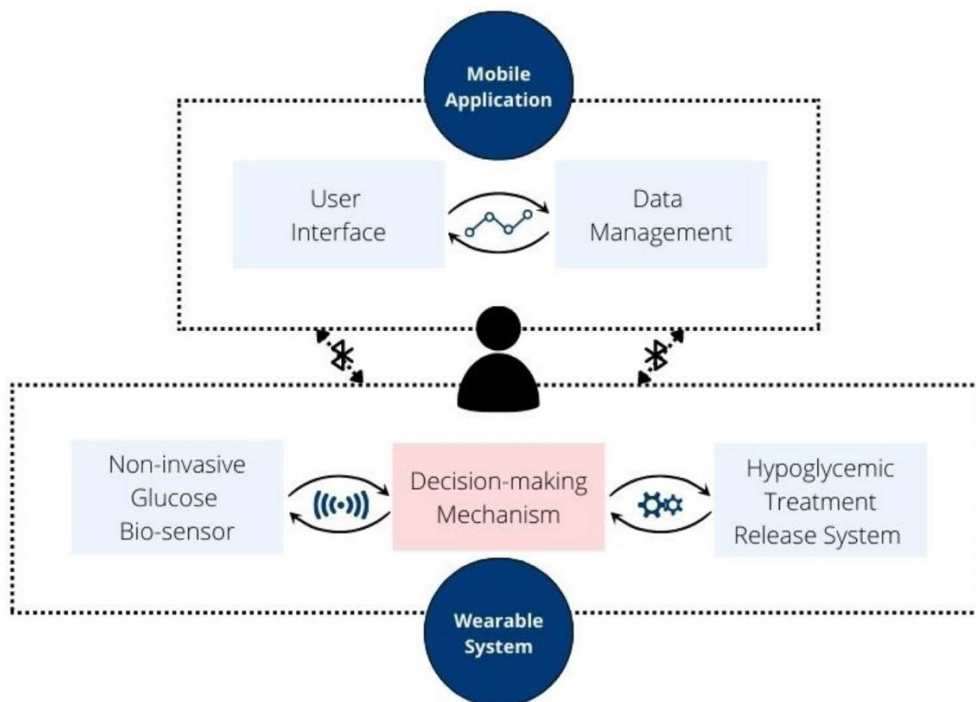 Mobile
Application
User
Interface
Data
Management
Non-invasive
Glucose
Bio-sensor
Decision-making
Mechanism
Hypoglycemic
Treatment
Release System
Wearable
System